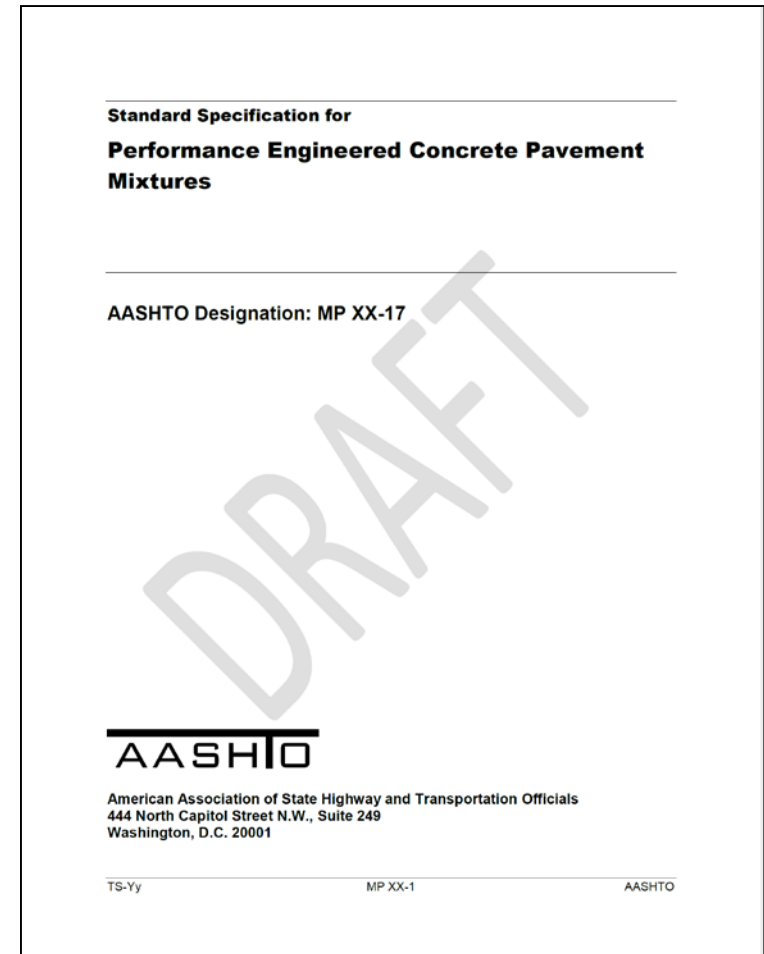 Standard Specification for
Performance Engineered Concrete Pavement
Mixtures
AASHTO Designation: MP XX-17
DRAFT
AASHTO
American Association of State Highway and Transportation Officials
444 North Capitol Street N.W., Suite 249
Washington, D.C. 20001
TS-Yy MP XX-1 AASHTO